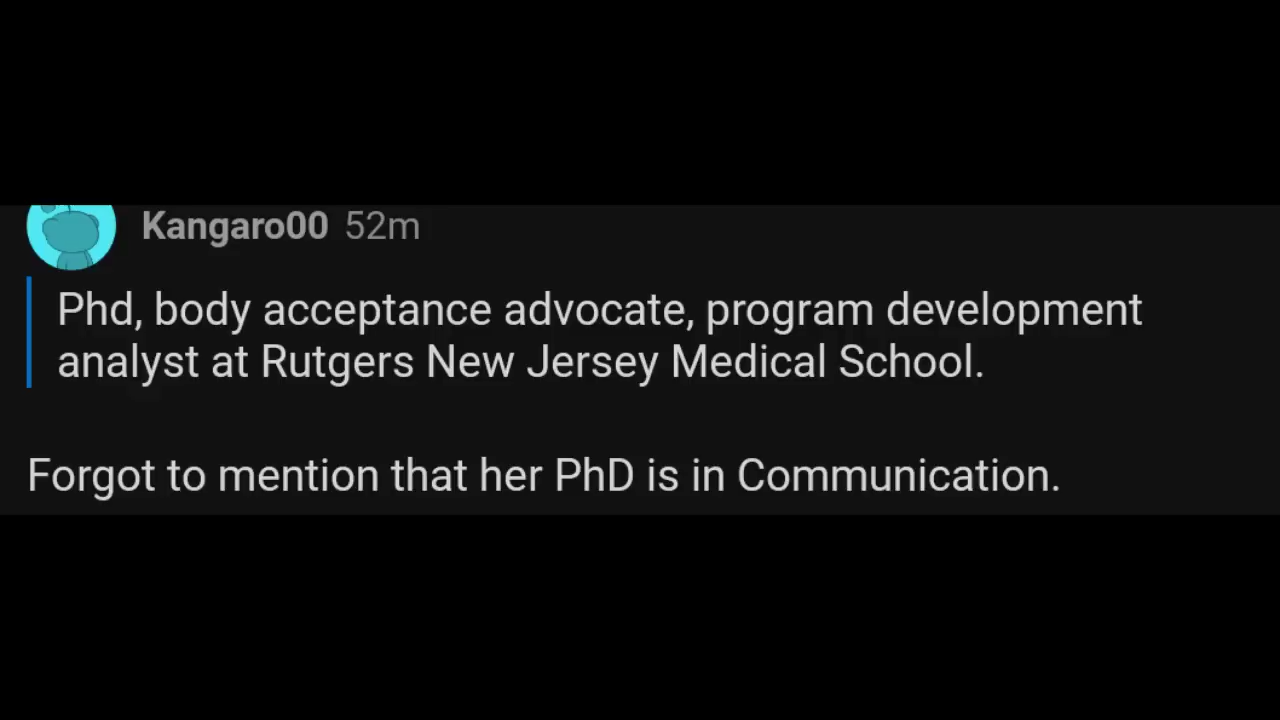 Kangaro00 52m
Phd, body acceptance advocate, program development
analyst at Rutgers New Jersey Medical School.
Forgot to mention that her PhD is in Communication.